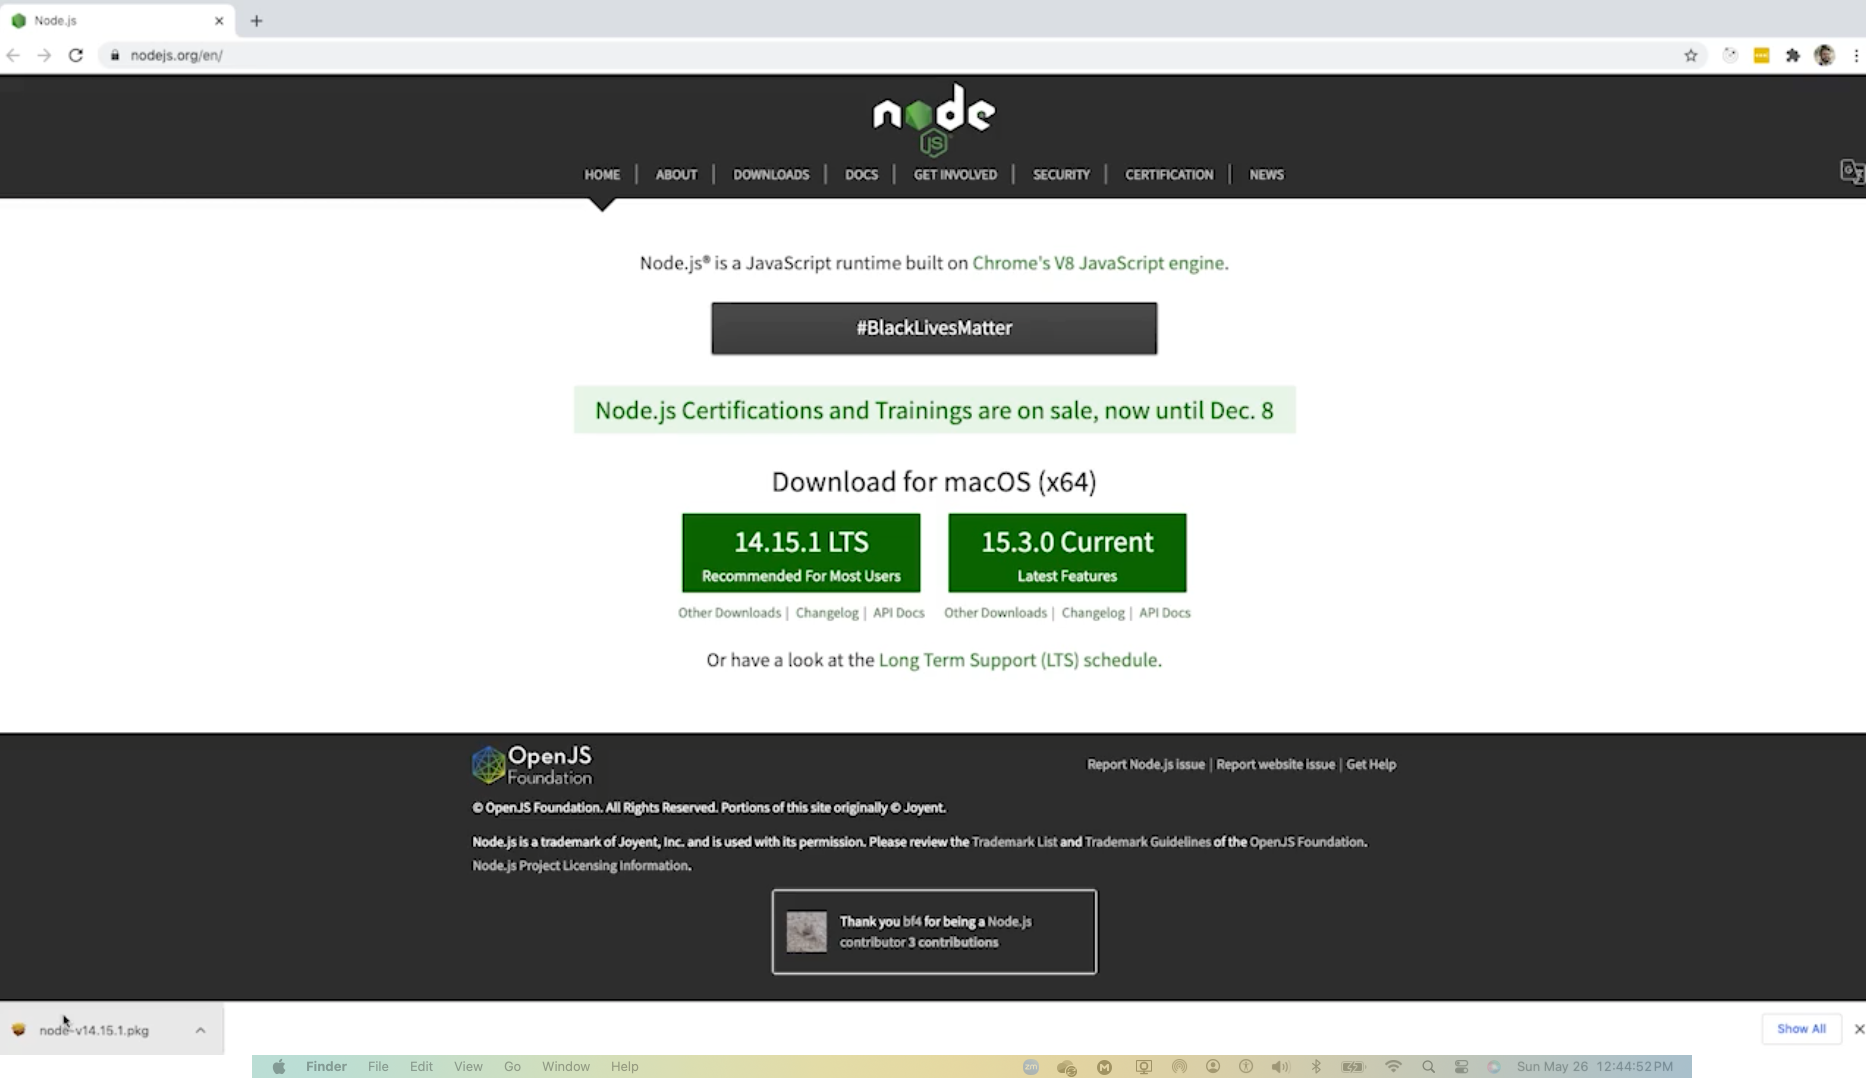 Node.js
nodejs.org/en/
node
JS
HOME | ABOUT | DOWNLOADS | DOCS | GET INVOLVED | SECURITY | CERTIFICATION | NEWS
Node.js® is a JavaScript runtime built on Chrome's V8 JavaScript engine.
#BlackLivesMatter
Node.js Certifications and Trainings are on sale, now until Dec. 8
Download for macOS (x64)
14.15.1 LTS
Recommended For Most Users
15.3.0 Current
Latest Features
Other Downloads | Changelog | API Docs
Other Downloads | Changelog | API Docs
Or have a look at the Long Term Support (LTS) schedule.
OpenJS
Foundation
Report Node.js issue | Report website issue | Get Help
© OpenJS Foundation. All Rights Reserved. Portions of this site originally © Joyent.
Node.js is a trademark of Joyent, Inc. and is used with its permission. Please review the Trademark List and Trademark Guidelines of the OpenJS Foundation.
Node.js Project Licensing Information.
Thank you bf4 for being a Node.js
contributor 3 contributions
node-v14.15.1.pkg
Show All
Finder File Edit View Go Window Help
zm
Sun May 26 12:44:52 PM